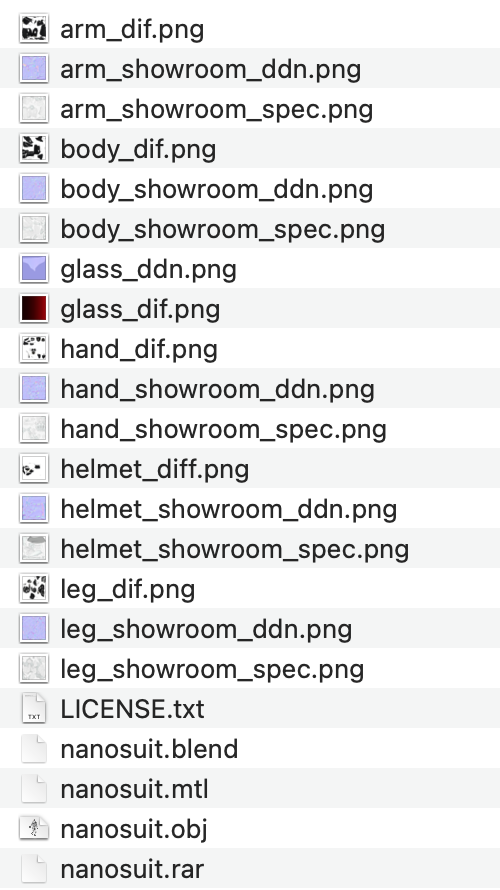 arm_dif.png
arm_showroom_ddn.png
arm_showroom_spec.png
body_dif.png
body_showroom_ddn.png
body_showroom_spec.png
glass_ddn.png
glass_dif.png
hand_dif.png
hand_showroom_ddn.png
hand_showroom_spec.png
helmet_diff.png
helmet_showroom_ddn.png
helmet_showroom_spec.png
leg_dif.png
leg_showroom_ddn.png
leg_showroom_spec.png
TXT LICENSE.txt
nanosuit.blend
nanosuit.mtl
nanosuit.obj
nanosuit.rar